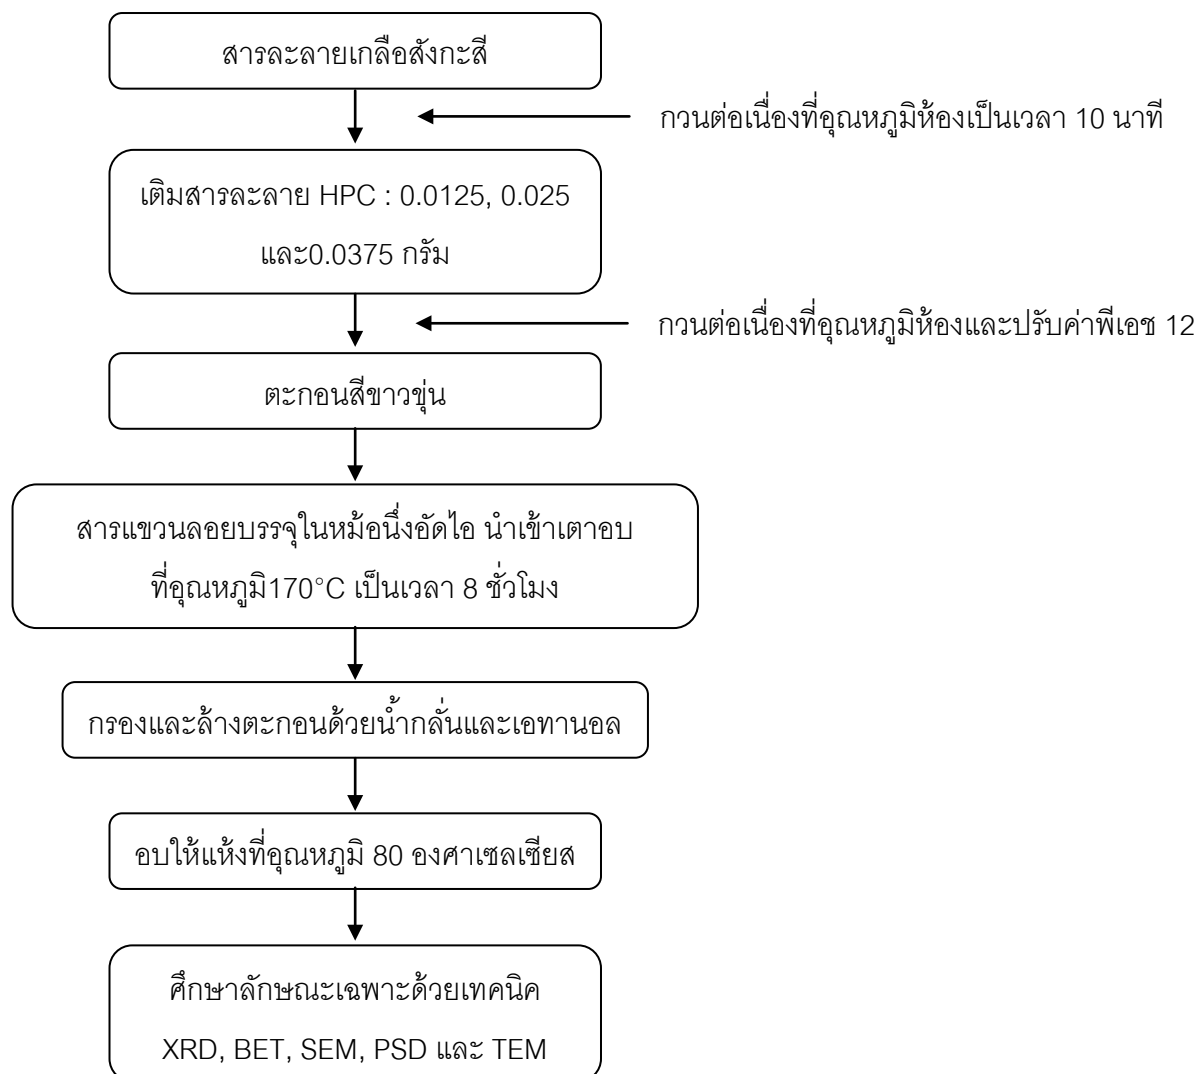 สารละลายเกลือสังกะสี
กวนต่อเนื่องที่อุณหภูมิห้องเป็นเวลา 10 นาที
เติมสารละลาย HPC : 0.0125, 0.025
และ0.0375 กรัม
กวนต่อเนื่องที่อุณหภูมิห้องและปรับค่าพีเอช 12
ตะกอนสีขาวขุ่น
สารแขวนลอยบรรจุในหม้อนึ่งอัดไอ นำเข้าเตาอบ
ที่อุณหภูมิ170°C เป็นเวลา 8 ชั่วโมง
กรองและล้างตะกอนด้วยน้ำกลั่นและเอทานอล
อบให้แห้งที่อุณหภูมิ 80 องศาเซลเซียส
ศึกษาลักษณะเฉพาะด้วยเทคนิค
XRD, BET, SEM, PSD และ TEM